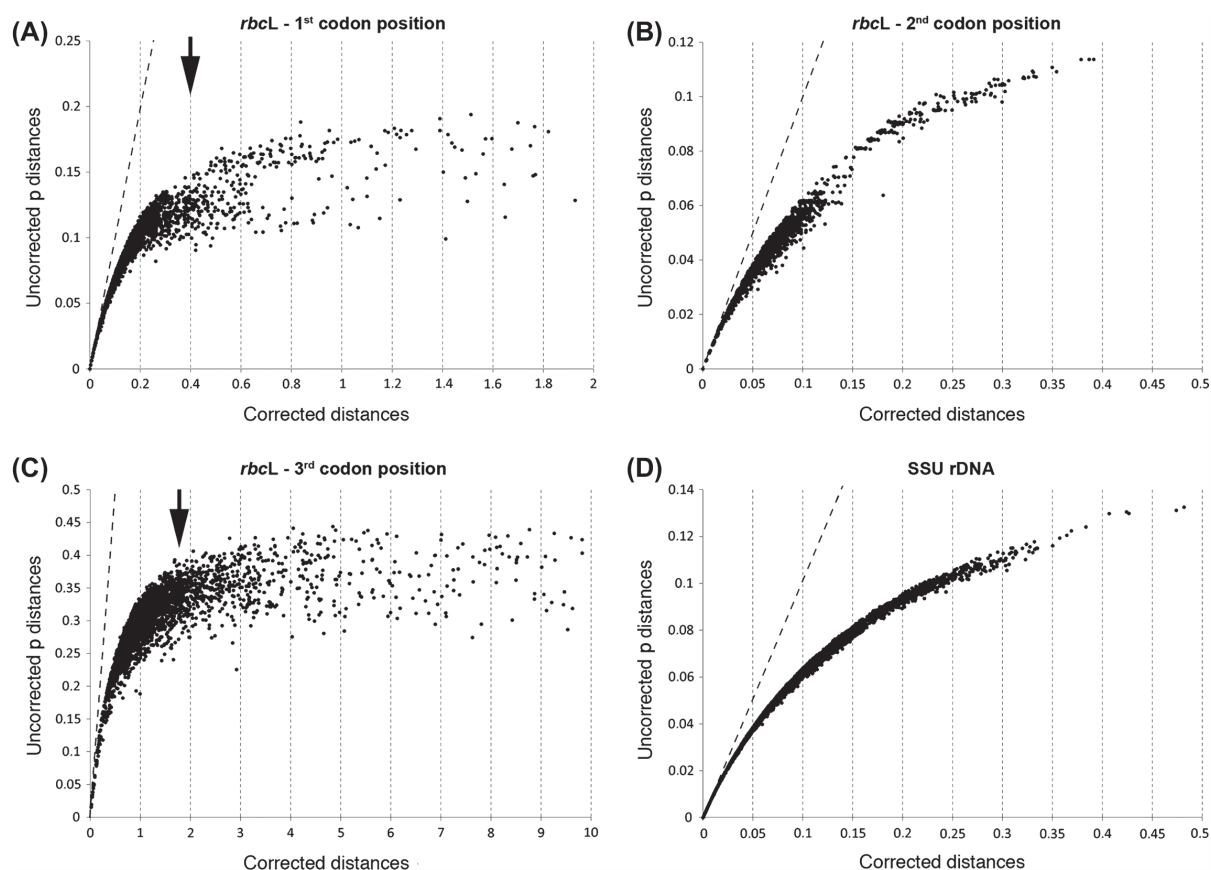 (A)
rbcL - 1st codon position
Uncorrected p distances
0.25
0.2
0.15
0.1
0.05
0
0 0.2 0.4 0.6 0.8 1 1.2 1.4 1.6 1.8 2
Corrected distances
(B)
rbcL - 2nd codon position
Uncorrected p distances
0.12
0.1
0.08
0.06
0.04
0.02
0
0 0.05 0.1 0.15 0.2 0.25 0.3 0.35 0.4 0.45 0.5
Corrected distances
(C)
rbcL - 3rd codon position
Uncorrected p distances
0.5
0.45
0.4
0.35
0.3
0.25
0.2
0.15
0.1
0.05
0
0 1 2 3 4 5 6 7 8 9 10
Corrected distances
(D)
SSU rDNA
Uncorrected p distances
0.14
0.12
0.1
0.08
0.06
0.04
0.02
0
0 0.05 0.1 0.15 0.2 0.25 0.3 0.35 0.4 0.45 0.5
Corrected distances